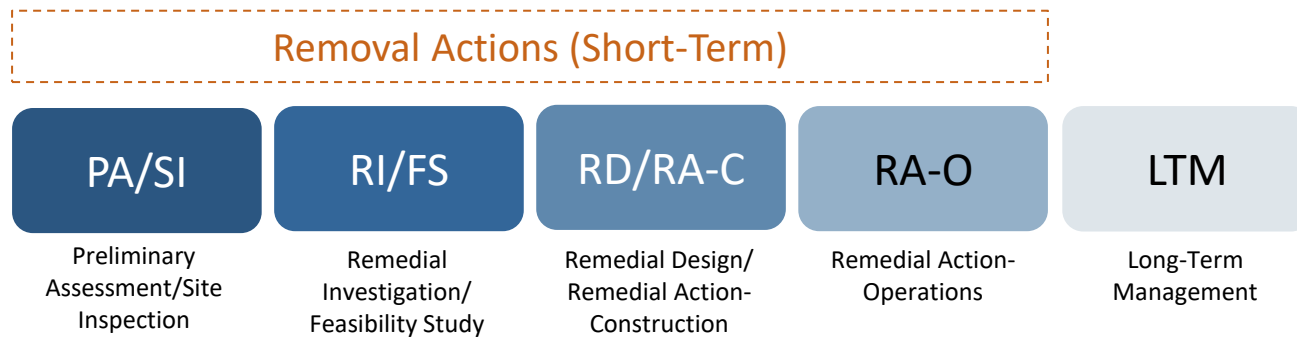 Removal Actions (Short-Term)
PA/SI
RI/FS
RD/RA-C
RA-O
LTM
Preliminary
Assessment/Site
Inspection
Remedial
Investigation/
Feasibility Study
Remedial Design/
Remedial Action-
Construction
Remedial Action-
Operations
Long-Term
Management